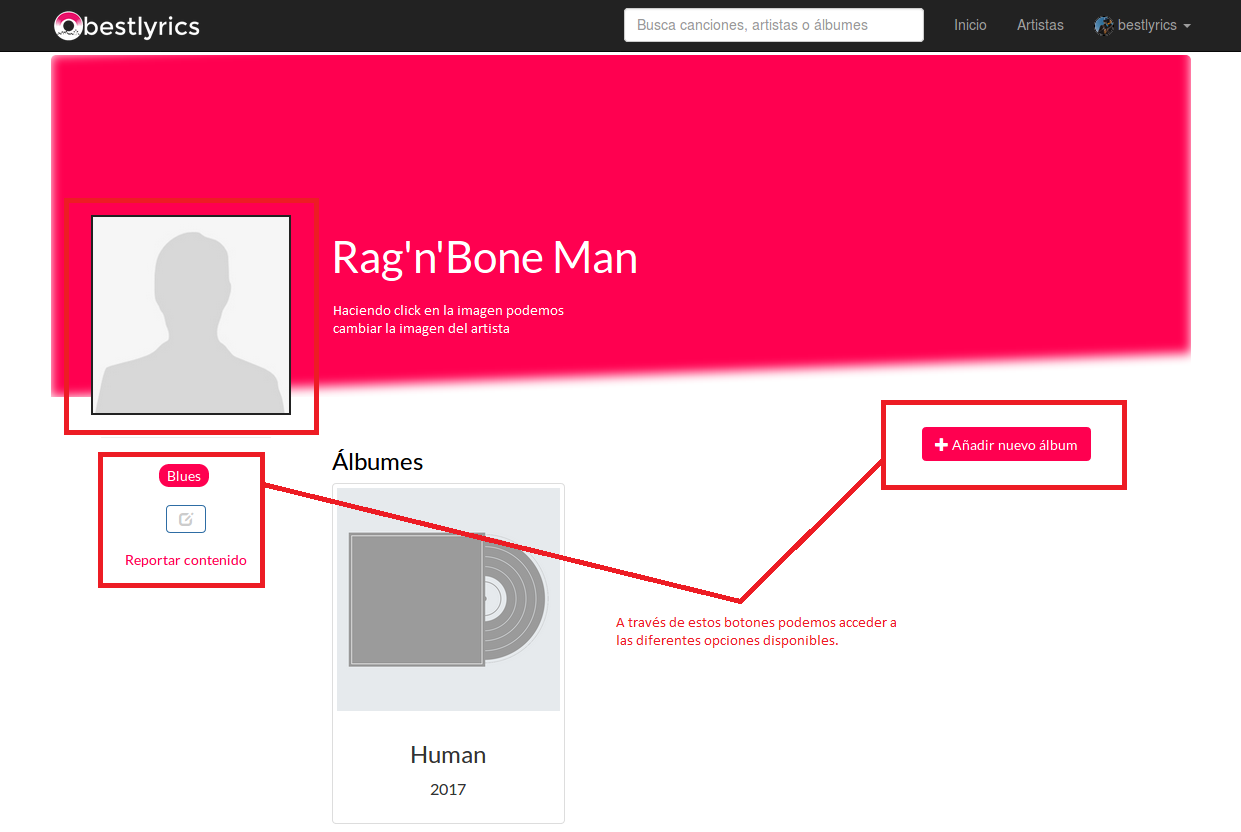 bestlyrics
Busca canciones, artistas o álbumes
Inicio
Artistas
bestlyrics
Rag'n'Bone Man
Haciendo click en la imagen podemos
cambiar la imagen del artista
Añadir nuevo álbum
Blues
Reportar contenido
Álbumes
Human
2017
A través de estos botones podemos acceder a
las diferentes opciones disponibles.